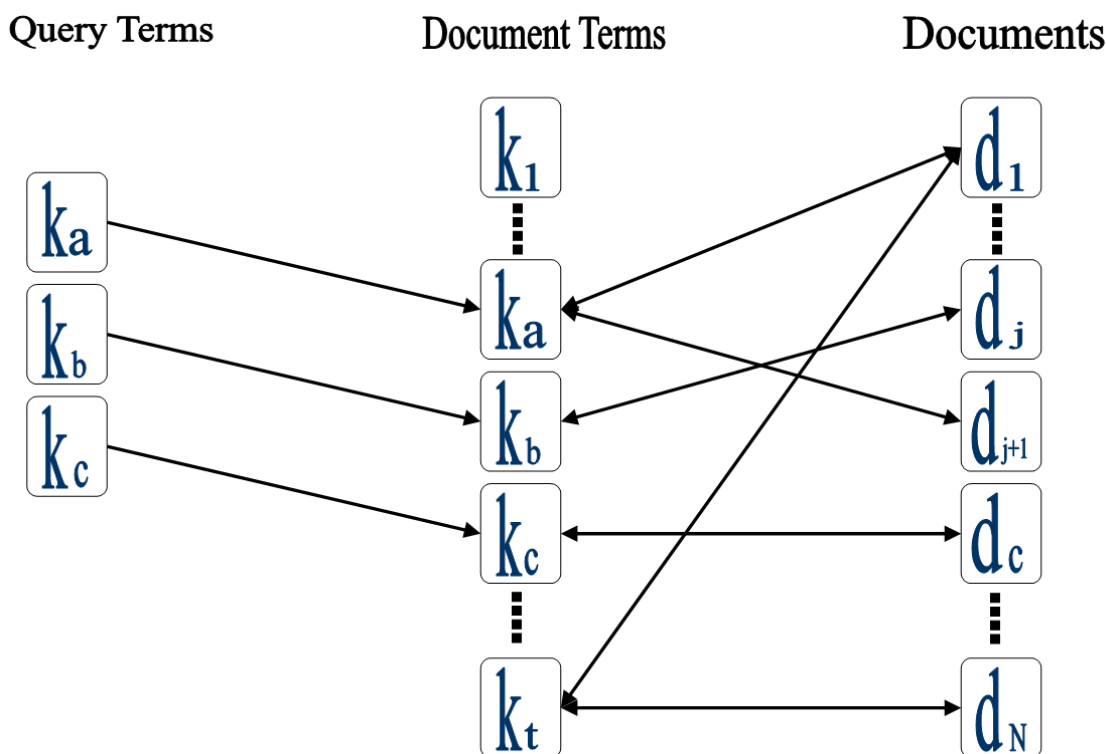 Query Terms
Document Terms
Documents
k1
d1
ka
ka
dj
kb
kb
dj+1
kc
kc
dc
kt
dN